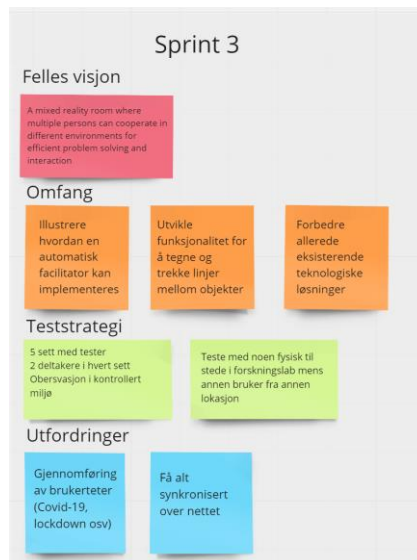 Sprint 3
Felles visjon
A mixed reality room where
multiple persons can cooperate in
different environments for
efficient problem solving and
interaction
Omfang
Illustrere
hvordan en
automatisk
facilitator kan
implementeres
Utvikle
funksjonalitet for
å tegne og
trekke linjer
mellom objekter
Forbedre
allerede
eksisterende
teknologiske
løsninger
Teststrategi
5 sett med tester
2 deltakere i hvert sett
Obersvasjon i kontrollert
miljø
Teste med noen fysisk til
stede i forskningslab mens
annen bruker fra annen
lokasjon
Utfordringer
Gjennomføring
av brukerteter
(Covid-19,
lockdown osv)
Få alt
synkronisert
over nettet